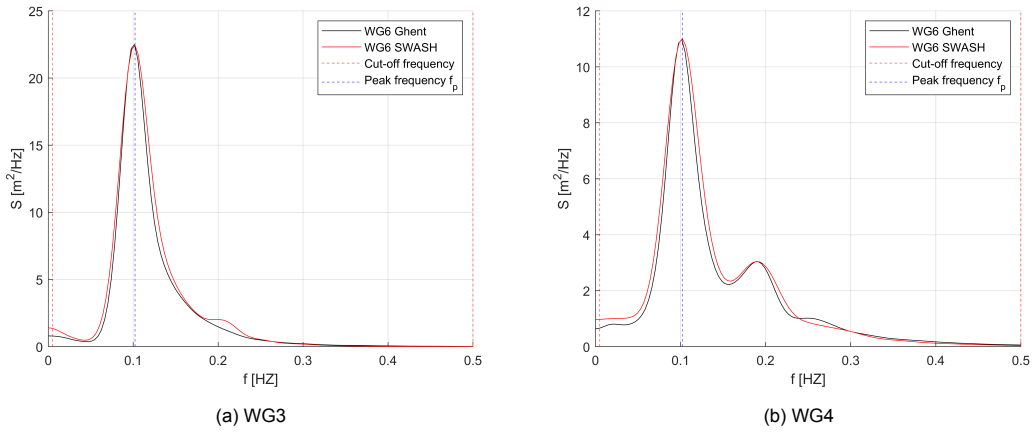 25
20
15
10
5
0
S [m²/Hz]
0
0.1
0.2
0.3
0.4
0.5
f [HZ]
WG6 Ghent
WG6 SWASH
Cut-off frequency
Peak frequency f_p
(a) WG3
12
10
8
6
4
2
0
S [m²/Hz]
0
0.1
0.2
0.3
0.4
0.5
f [HZ]
WG6 Ghent
WG6 SWASH
Cut-off frequency
Peak frequency f_p
(b) WG4